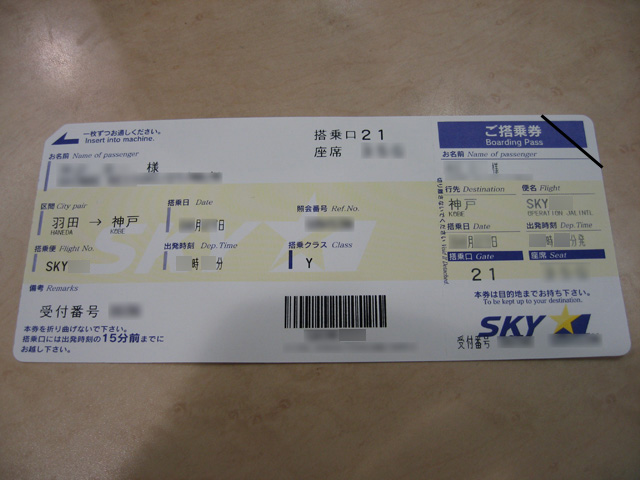 一枚ずつお通しください。
Insert into machine.
搭乗口 21
座席
お名前 Name of passenger
様
区間 City pair
羽田 → 神戸
HANEDA KOBE
搭乗日 Date
月 日
照会番号 Ref.No.
搭乗便 Flight No.
SKY
出発時刻 Dep.Time
時 分
搭乗クラス Class
Y
備考 Remarks
受付番号
本券を折り曲げないで下さい。
搭乗口には出発時刻の15分前までに
お越し下さい。
ご搭乗券
Boarding Pass
お名前 Name of passenger
様
行先 Destination
神戸
KOBE
便名 Flight
SKY
搭乗日 Date
月 日
出発時刻 Dep.Time
時 分発
搭乗口 Gate
21
座席 Seat
本券は目的地までお持ち下さい。
To be kept up to your destination.
SKY
受付番号